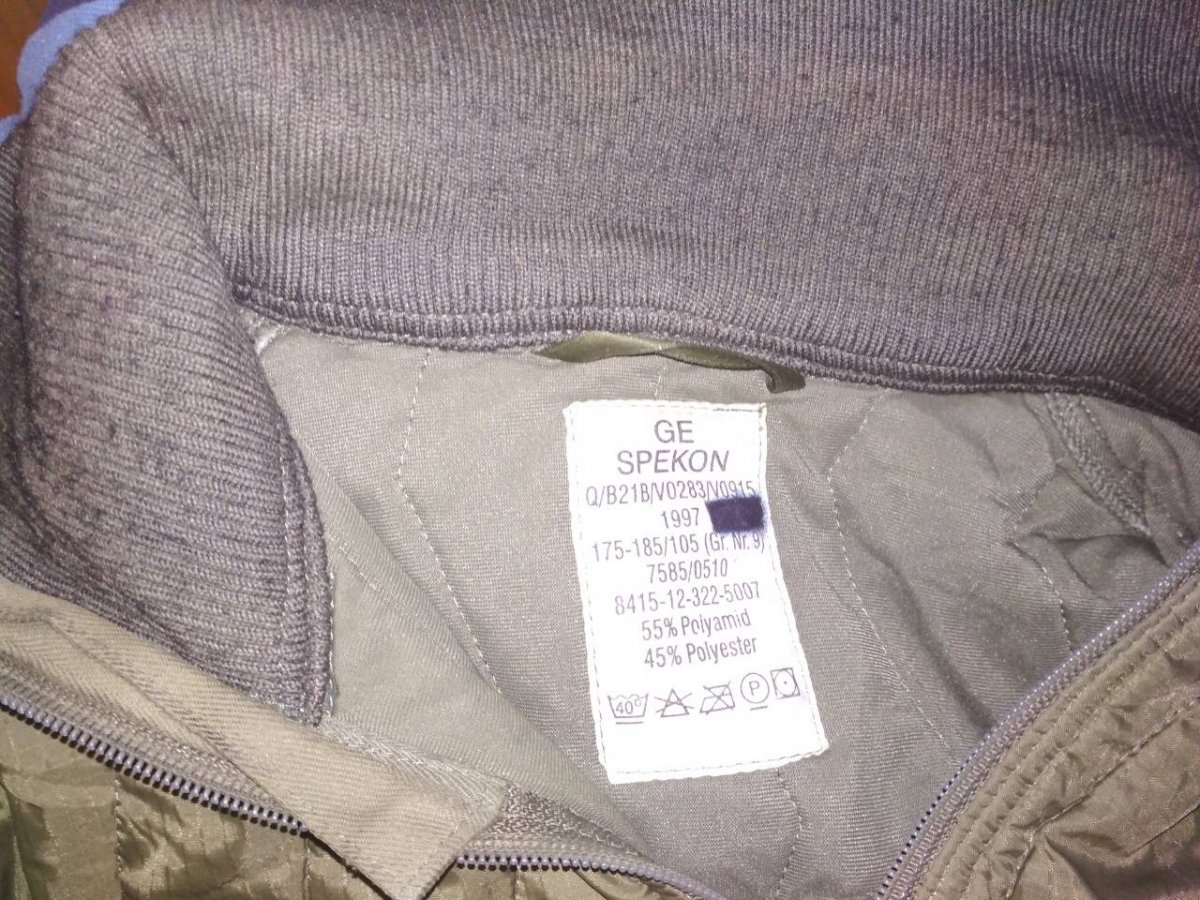 GE
SPEKON
Q/B21B/V0283/V0915
1997
175-185/105 (Gr. Nr. 9)
7585/0510
8415-12-322-5007
55% Polyamid
45% Polyester
40° P